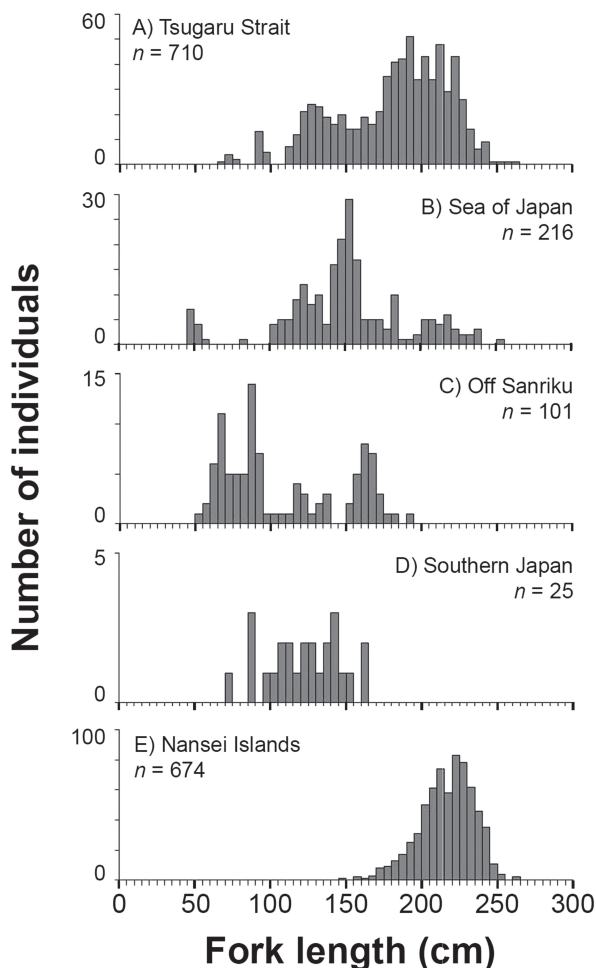 Number of individuals
60
0
A) Tsugaru Strait
n = 710
30
0
B) Sea of Japan
n = 216
15
0
C) Off Sanriku
n = 101
5
0
D) Southern Japan
n = 25
100
0
E) Nansei Islands
n = 674
0 50 100 150 200 250 300
Fork length (cm)